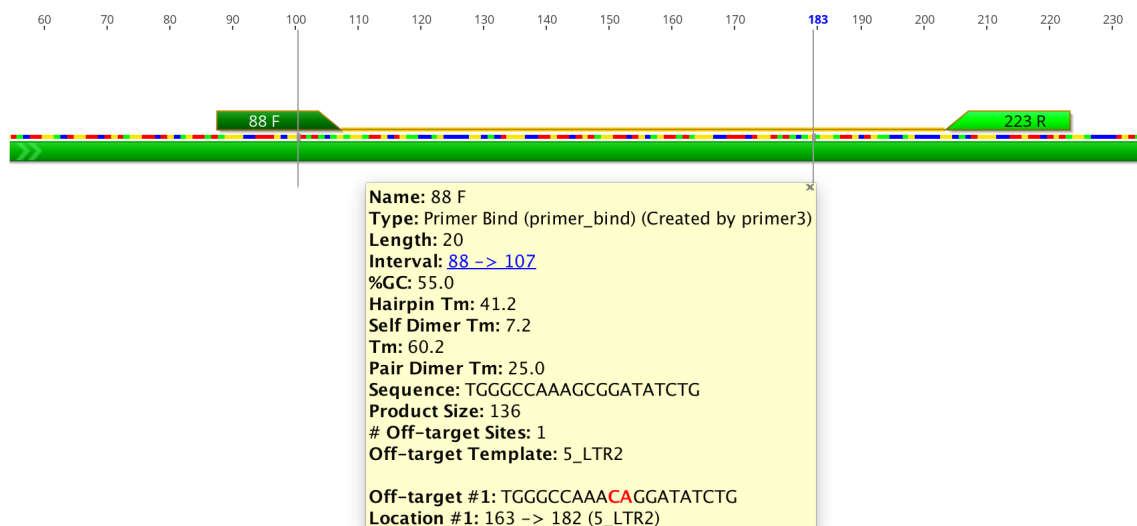 60 70 80 90 100 110 120 130 140 150 160 170 183 190 200 210 220 230
88 F 223 R
Name: 88 F
Type: Primer Bind (primer_bind) (Created by primer3)
Length: 20
Interval: 88 -> 107
%GC: 55.0
Hairpin Tm: 41.2
Self Dimer Tm: 7.2
Tm: 60.2
Pair Dimer Tm: 25.0
Sequence: TGGGCCAAAGCGGATATCTG
Product Size: 136
# Off-target Sites: 1
Off-target Template: 5_LTR2
Off-target #1: TGGGCCAAACAGGATATCTG
Location #1: 163 -> 182 (5_LTR2)